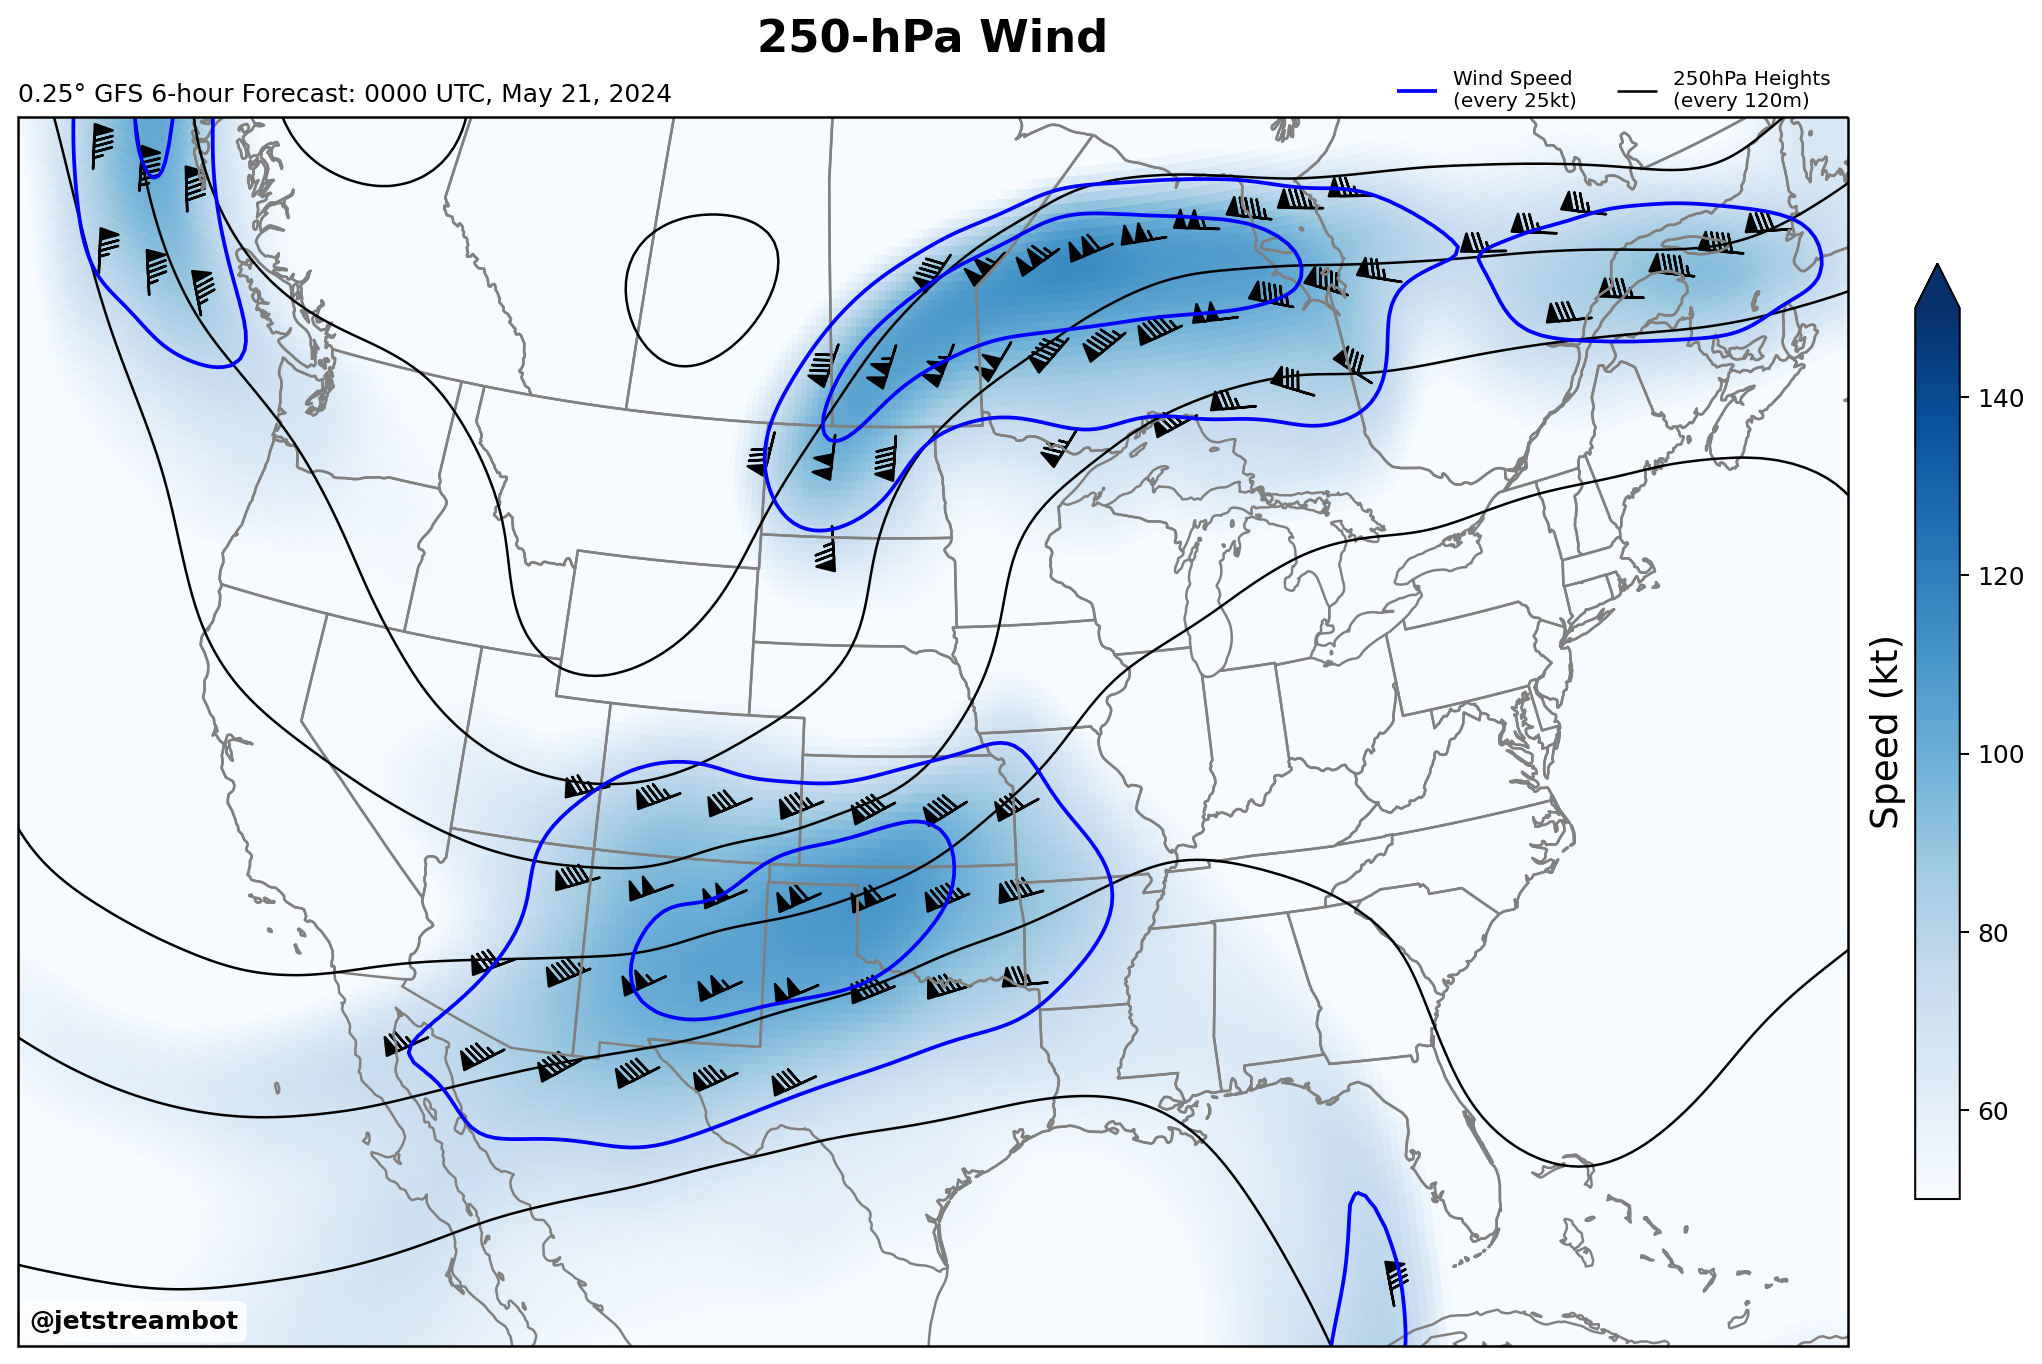 250-hPa Wind
0.25° GFS 6-hour Forecast: 0000 UTC, May 21, 2024
Wind Speed
(every 25kt)
250hPa Heights
(every 120m)
140
120
100
80
60
Speed (kt)
@jetstreambot